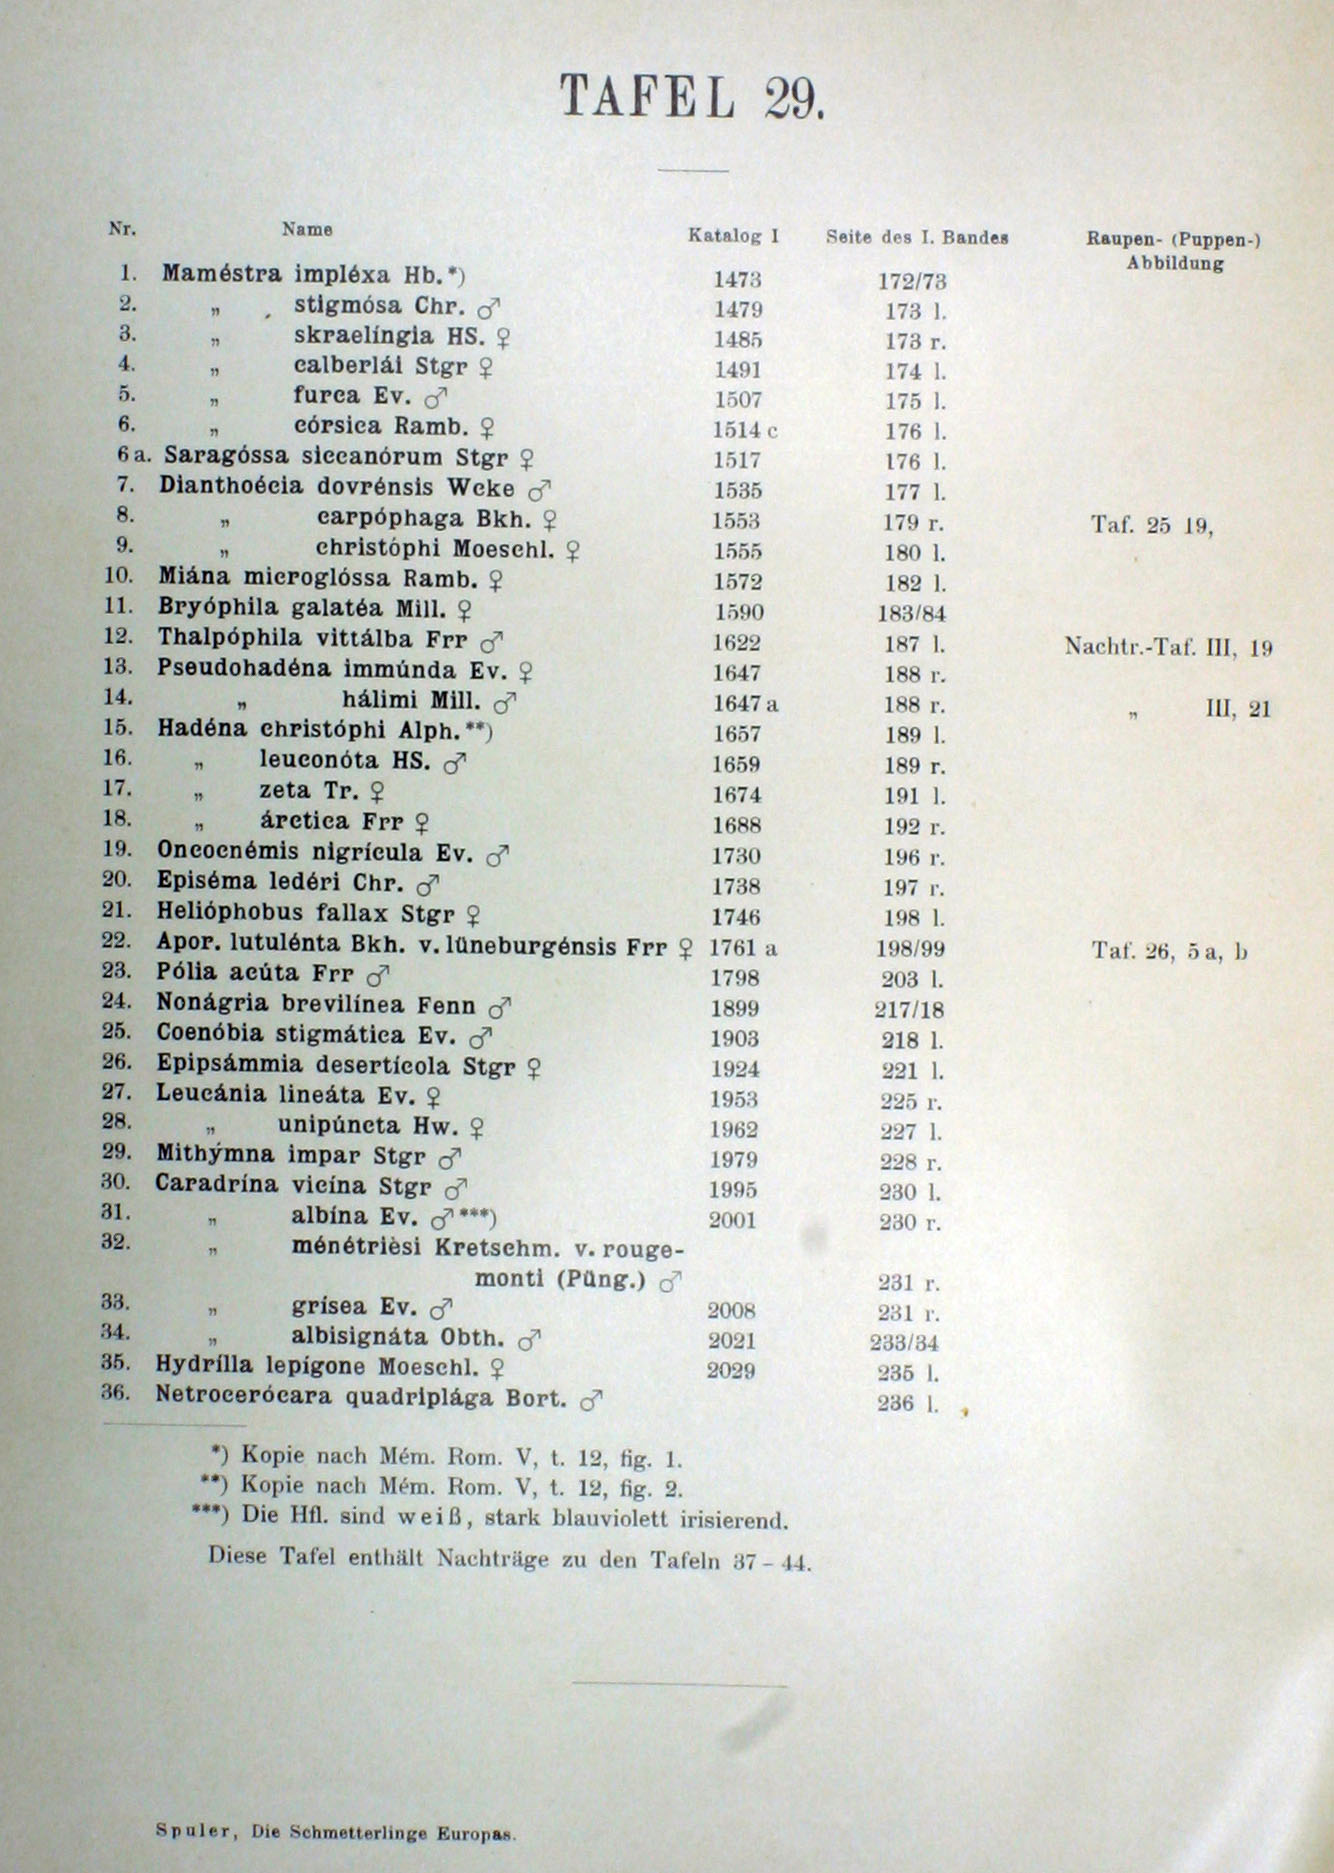 TAFEL 29.
Nr. Name Katalog I Seite des I. Bandes Raupen- (Puppen-)
Abbildung
1. Maméstra impléxa Hb.*) 1473 172/73
2. „ stigmósa Chr. ♂ 1479 173 l.
3. „ skraelíngia HS. ♀ 1485 173 r.
4. „ calberlái Stgr ♀ 1491 174 l.
5. „ furca Ev. ♂ 1507 175 l.
6. „ córsica Ramb. ♀ 1514 c 176 l.
6 a. Saragóssa siccanórum Stgr ♀ 1517 176 l.
7. Dianthoécia dovrénsis Wcke ♂ 1535 177 l.
8. „ carpóphaga Bkh. ♀ 1553 179 r. Taf. 25 19,
9. „ christóphi Moeschl. ♀ 1555 180 l.
10. Miána microglóssa Ramb. ♀ 1572 182 l.
11. Bryóphila galatéa Mill. ♀ 1590 183/84
12. Thalpóphila vittálba Frr ♂ 1622 187 l. Nachtr.-Taf. III, 19
13. Pseudohadéna immúnda Ev. ♀ 1647 188 r.
14. „ hálimi Mill. ♂ 1647 a 188 r. „ III, 21
15. Hadéna christóphi Alph.**) 1657 189 l.
16. „ leuconóta HS. ♂ 1659 189 r.
17. „ zeta Tr. ♀ 1674 191 l.
18. „ árctica Frr ♀ 1688 192 r.
19. Oncocnémis nigrícula Ev. ♂ 1730 196 r.
20. Episéma ledéri Chr. ♂ 1738 197 r.
21. Helióphobus fallax Stgr ♀ 1746 198 l.
22. Apor. lutulénta Bkh. v. lüneburgénsis Frr ♀ 1761 a 198/99 Taf. 26, 5 a, b
23. Pólia acúta Frr ♂ 1798 203 l.
24. Nonágria brevilínea Fenn ♂ 1899 217/18
25. Coenóbia stigmática Ev. ♂ 1903 218 l.
26. Epipsámmia desertícola Stgr ♀ 1924 221 l.
27. Leucánia lineáta Ev. ♀ 1953 225 r.
28. „ unipúncta Hw. ♀ 1962 227 l.
29. Mithýmna impar Stgr ♂ 1979 228 r.
30. Caradrína vicína Stgr ♂ 1995 230 l.
31. „ albína Ev. ♂***) 2001 230 r.
32. „ ménétrièsi Kretschm. v. rouge-
monti (Püng.) ♂ 231 r.
33. „ grísea Ev. ♂ 2008 231 r.
34. „ albisignáta Obth. ♂ 2021 233/34
35. Hydrílla lepígone Moeschl. ♀ 2029 235 l.
36. Netrocerócara quadriplága Bort. ♂ 236 l.
*) Kopie nach Mém. Rom. V, t. 12, fig. 1.
**) Kopie nach Mém. Rom. V, t. 12, fig. 2.
***) Die Hfl. sind weiß, stark blauviolett irisierend.
Diese Tafel enthält Nachträge zu den Tafeln 37 – 44.
Spuler, Die Schmetterlinge Europas.